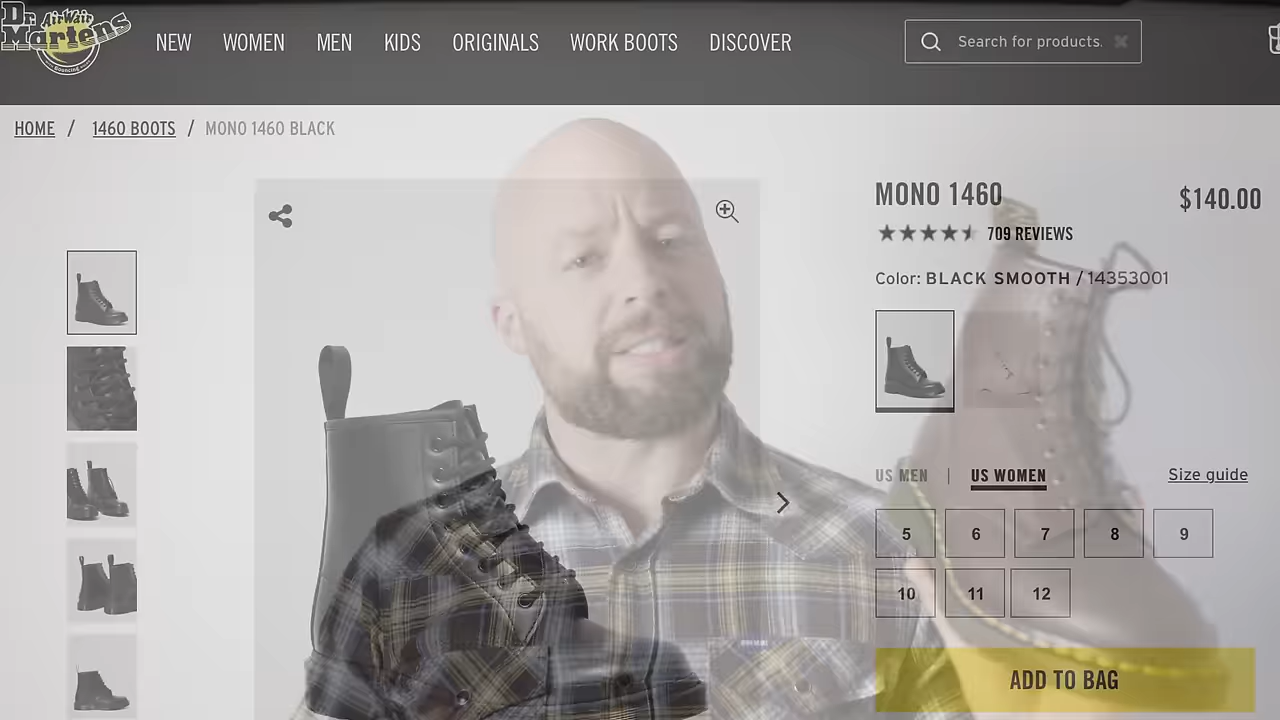 Dr. AirWair
Martens
Bouncing
NEW WOMEN MEN KIDS ORIGINALS WORK BOOTS DISCOVER
Search for products.
HOME / 1460 BOOTS / MONO 1460 BLACK
MONO 1460
$140.00
709 REVIEWS
Color: BLACK SMOOTH / 14353001
US MEN | US WOMEN
Size guide
5 6 7 8 9
10 11 12
ADD TO BAG